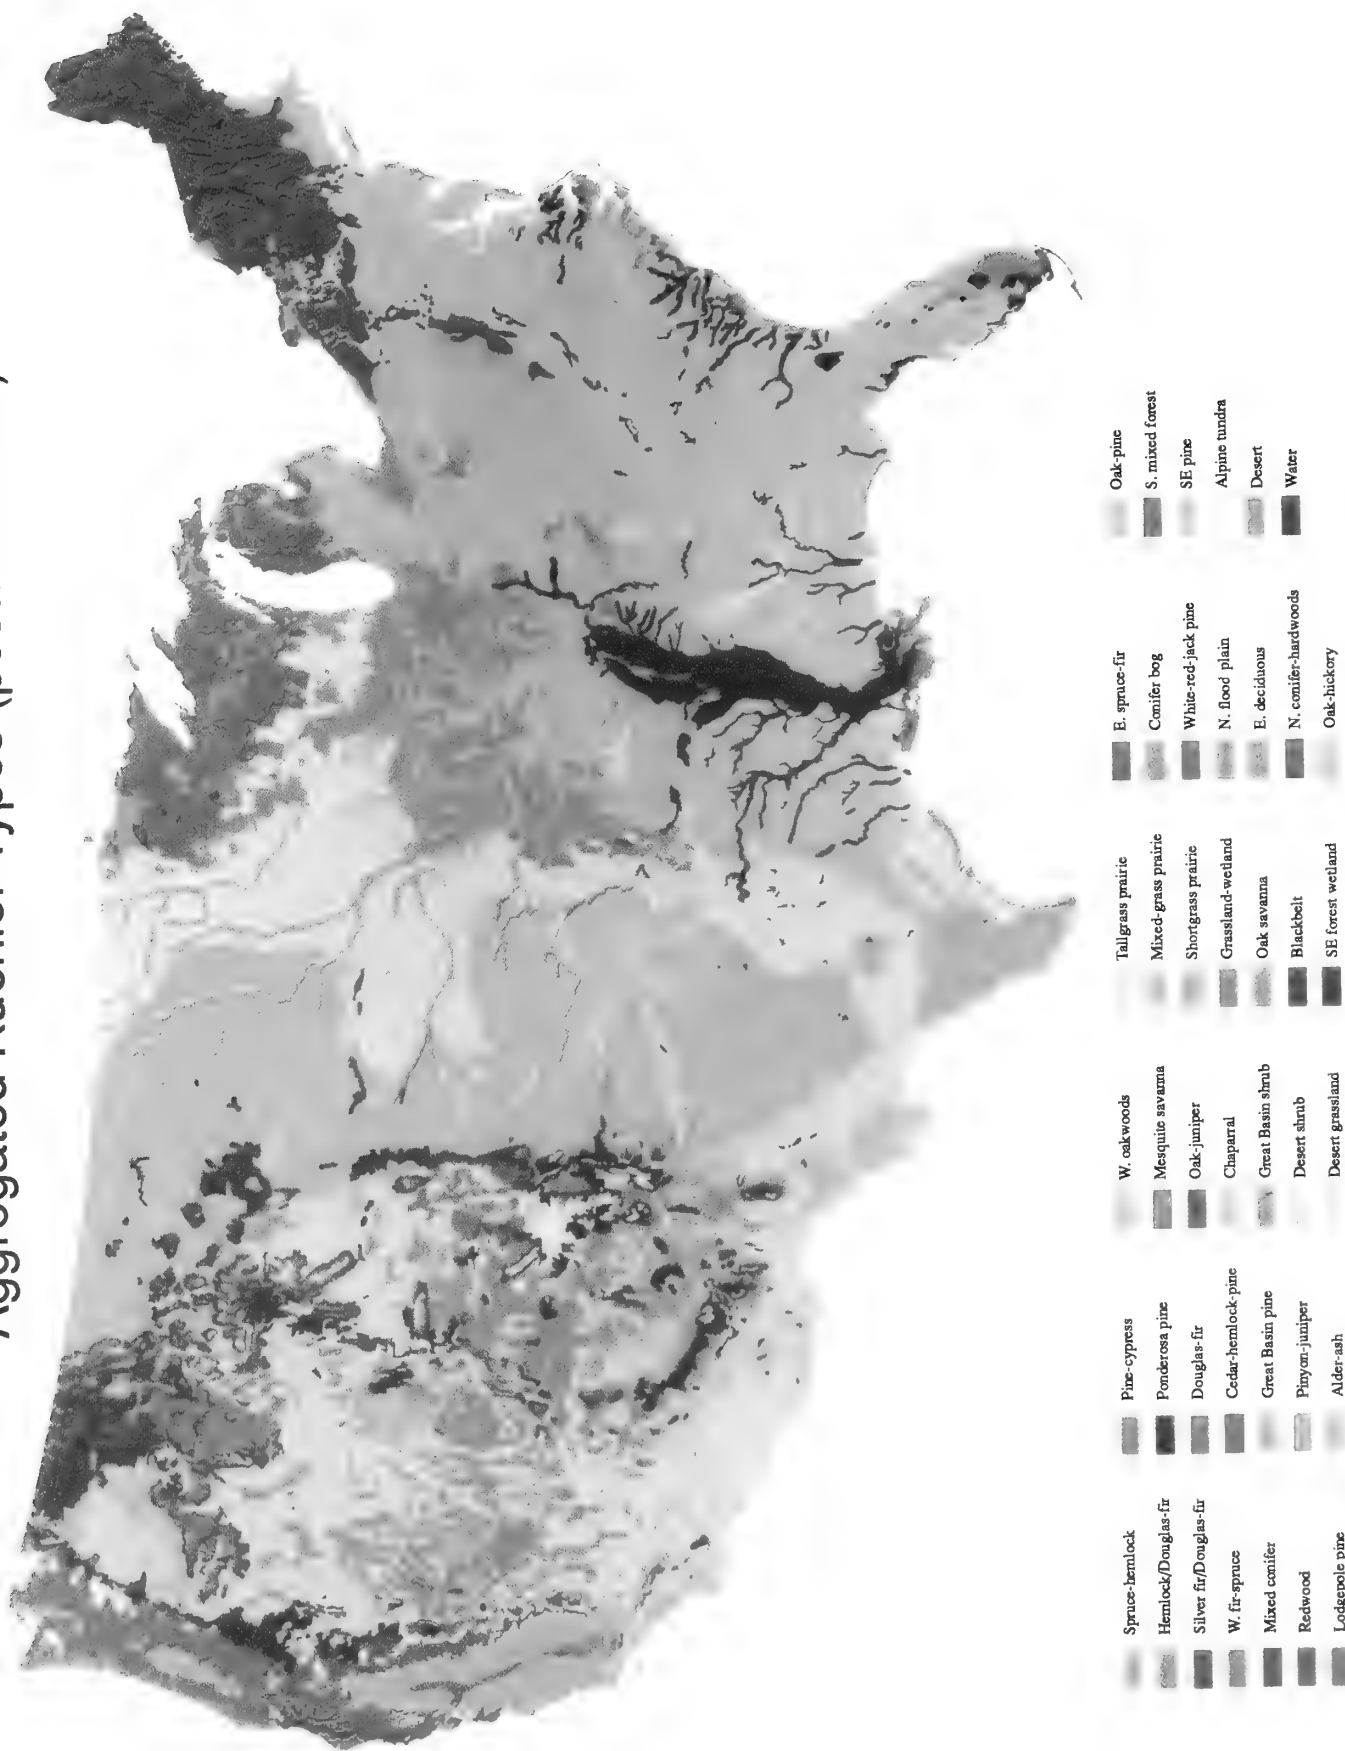 Aggregated Kuchler Type
Spruce-hemlock
Hemlock/Douglas-fir
Silver fir/Douglas-fir
W. fir-spruce
Mixed conifer
Redwood
Lodgepole pine
Pine-cypress
Ponderosa pine
Douglas-fir
Cedar-hemlock-pine
Great Basin pine
Pinyon-juniper
Alder-ash
W. oakwoods
Mesquite savanna
Oak-juniper
Chaparral
Great Basin shrub
Desert shrub
Desert grassland
Tallgrass prairie
Mixed-grass prairie
Shortgrass prairie
Grassland-wetland
Oak savanna
Blackbelt
SE forest wetland
E. spruce-fir
Conifer bog
White-red-jack pine
N. flood plain
E. deciduous
N. conifer-hardwoods
Oak-hickory
Oak-pine
S. mixed forest
SE pine
Alpine tundra
Desert
Water